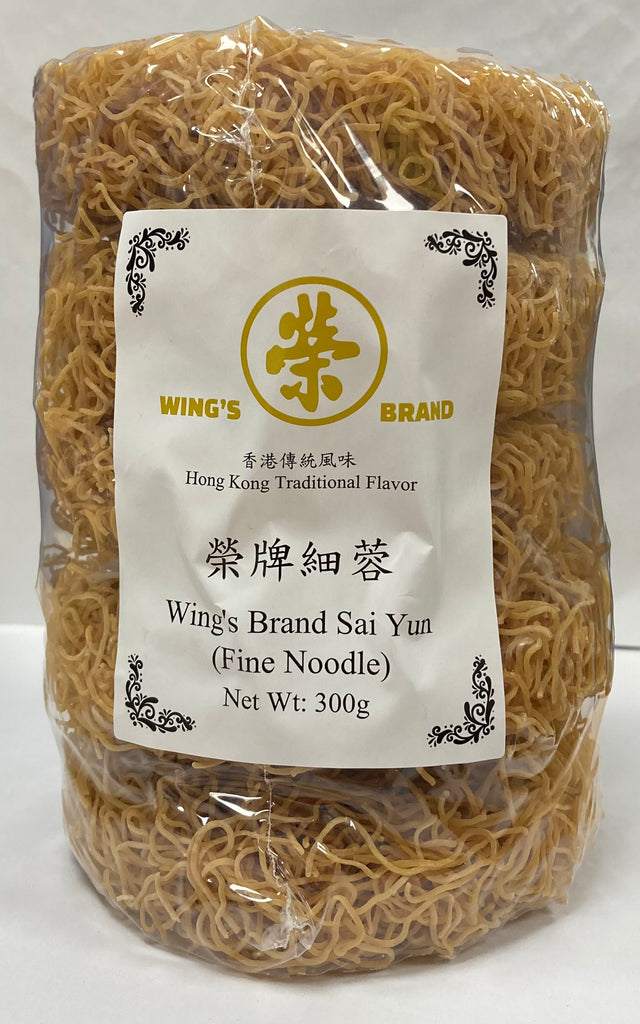 榮
WING'S BRAND
香港傳統風味
Hong Kong Traditional Flavor
榮牌細蓉
Wing's Brand Sai Yun
(Fine Noodle)
Net Wt: 300g